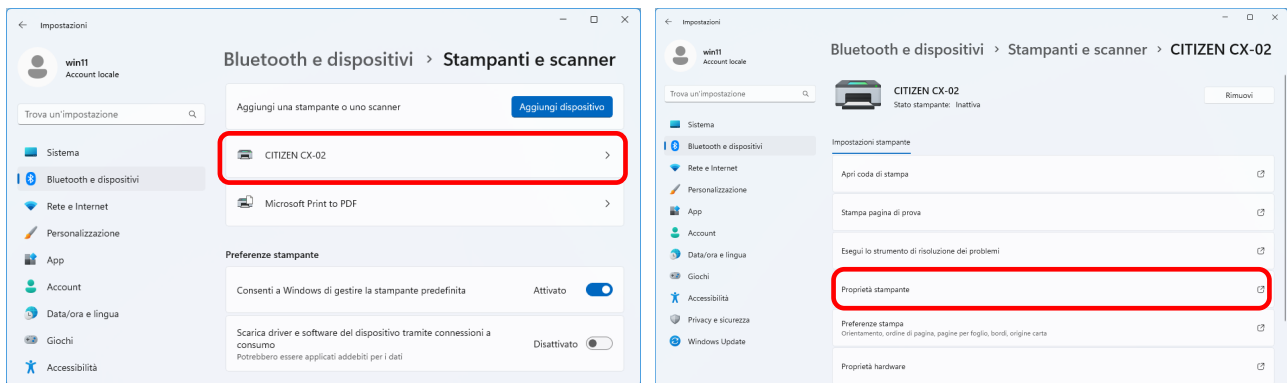 Impostazioni
win11
Account locale
Trova un'impostazione
Sistema
Bluetooth e dispositivi
Rete e Internet
Personalizzazione
App
Account
Data/ora e lingua
Giochi
Accessibilità
Bluetooth e dispositivi > Stampanti e scanner
Aggiungi una stampante o uno scanner
Aggiungi dispositivo
CITIZEN CX-02
Microsoft Print to PDF
Preferenze stampante
Consenti a Windows di gestire la stampante predefinita
Attivato
Scarica driver e software del dispositivo tramite connessioni a
consumo
Potrebbero essere applicati addebiti per i dati
Disattivato
Impostazioni
win11
Account locale
Trova un'impostazione
Sistema
Bluetooth e dispositivi
Rete e Internet
Personalizzazione
App
Account
Data/ora e lingua
Giochi
Accessibilità
Privacy e sicurezza
Windows Update
Bluetooth e dispositivi > Stampanti e scanner > CITIZEN CX-02
CITIZEN CX-02
Stato stampante: Inattiva
Rimuovi
Impostazioni stampante
Apri coda di stampa
Stampa pagina di prova
Esegui lo strumento di risoluzione dei problemi
Proprietà stampante
Preferenze stampa
Orientamento, ordine di pagina, pagine per foglio, bordi, origine carta
Proprietà hardware